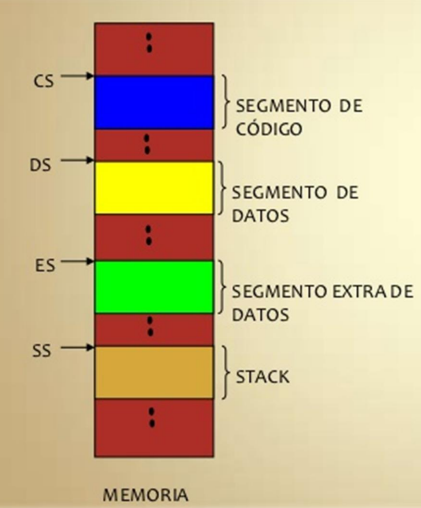 CS
SEGMENTO DE
CÓDIGO
DS
SEGMENTO DE
DATOS
ES
SEGMENTO EXTRA DE
DATOS
SS
STACK
MEMORIA